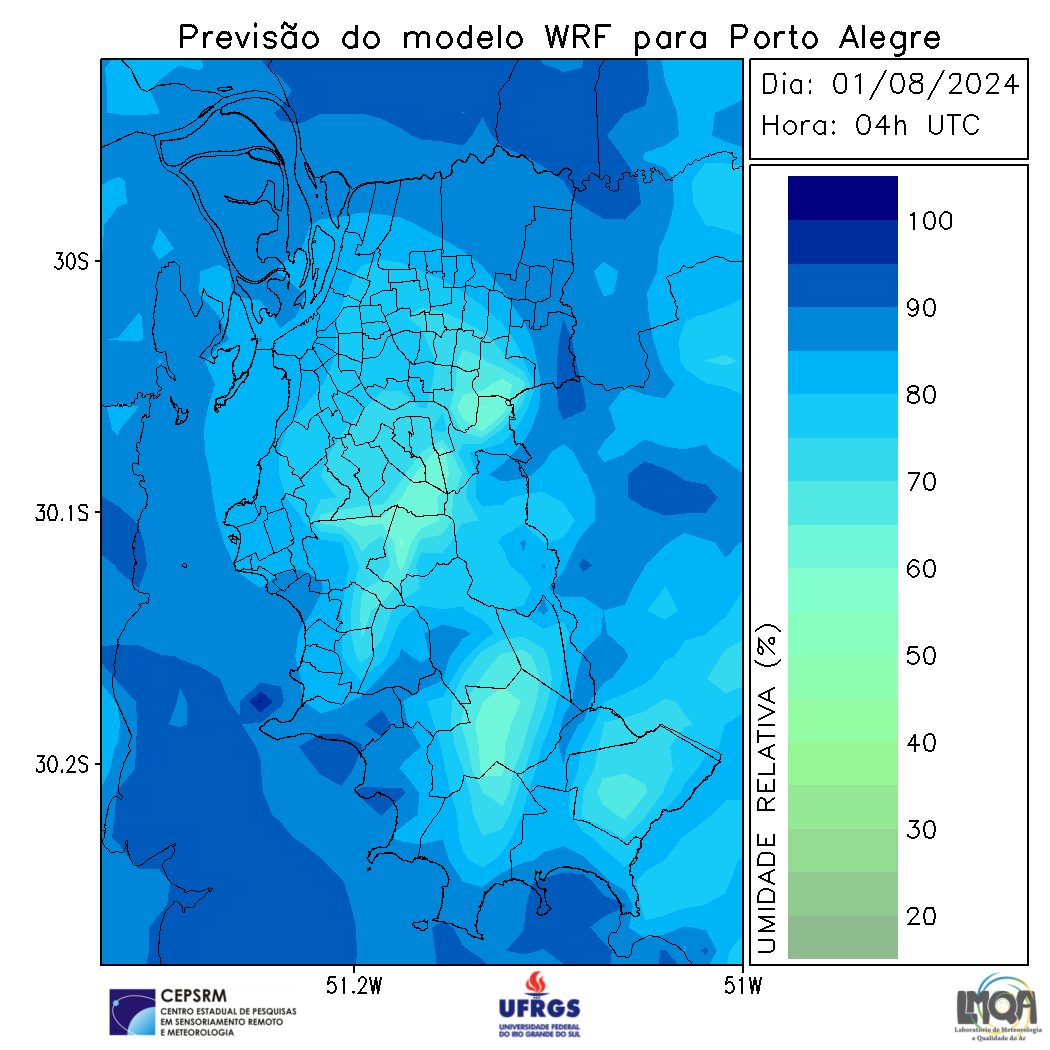 Previsão do modelo WRF para Porto Alegre
Dia: 01/08/2024
Hora: 04h UTC
100
90
80
70
60
50
40
30
20
UMIDADE RELATIVA (%)
30S
30.1S
30.2S
51.2W
51W
CEPSRM
CENTRO ESTADUAL DE PESQUISAS
EM SENSORIAMENTO REMOTO
E METEOROLOGIA
UFRGS
UNIVERSIDADE FEDERAL
DO RIO GRANDE DO SUL
LMQA
Laboratório de Meteorologia
e Qualidade do Ar